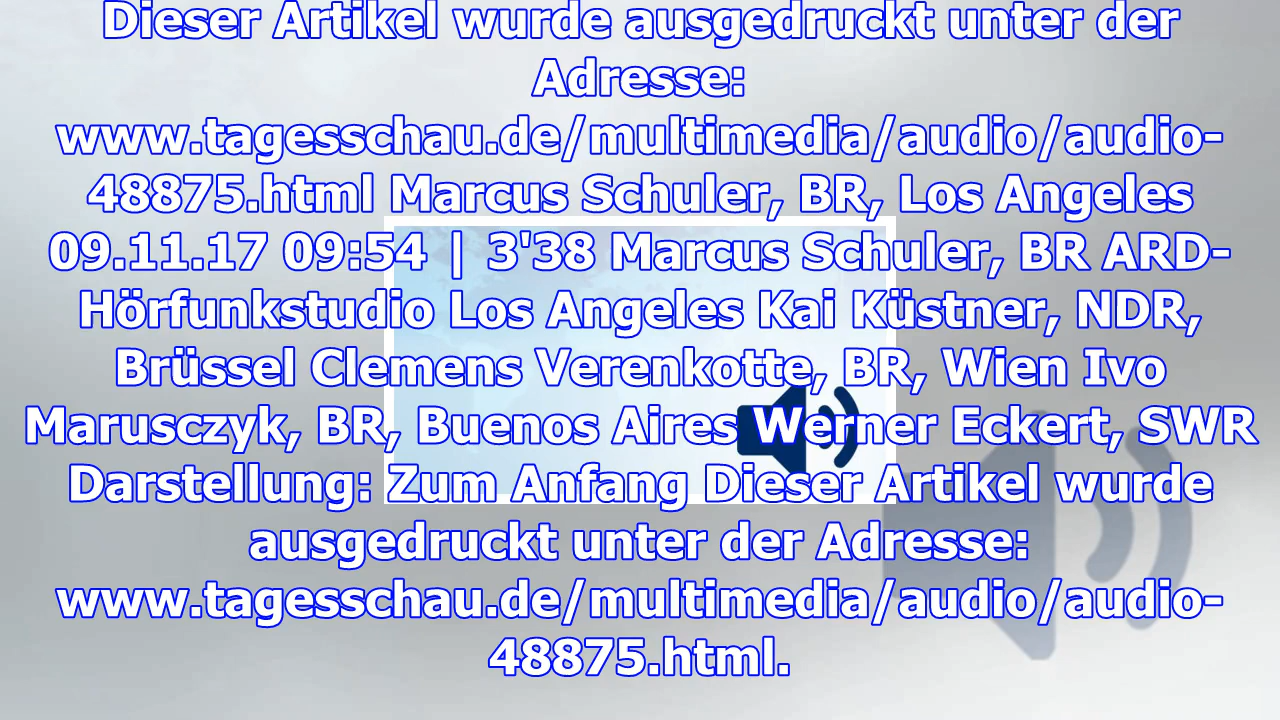 Dieser Artikel wurde ausgedruckt unter der
Adresse:
www.tagesschau.de/multimedia/audio/audio-
48875.html Marcus Schuler, BR, Los Angeles
09.11.17 09:54 | 3'38 Marcus Schuler, BR ARD-
Hörfunkstudio Los Angeles Kai Küstner, NDR,
Brüssel Clemens Verenkotte, BR, Wien Ivo
Marusczyk, BR, Buenos Aires Werner Eckert, SWR
Darstellung: Zum Anfang Dieser Artikel wurde
ausgedruckt unter der Adresse:
www.tagesschau.de/multimedia/audio/audio-
48875.html.